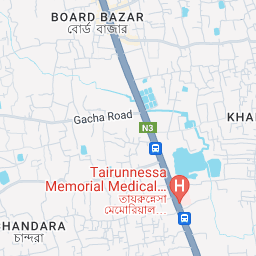 BOARD BAZAR
বোর্ড বাজার
Gacha Road
N3
KHA
Tairunnessa
Memorial Medical...
H
তায়রুন্নেসা
মেমোরিয়াল...
HANDARA
চান্দরা